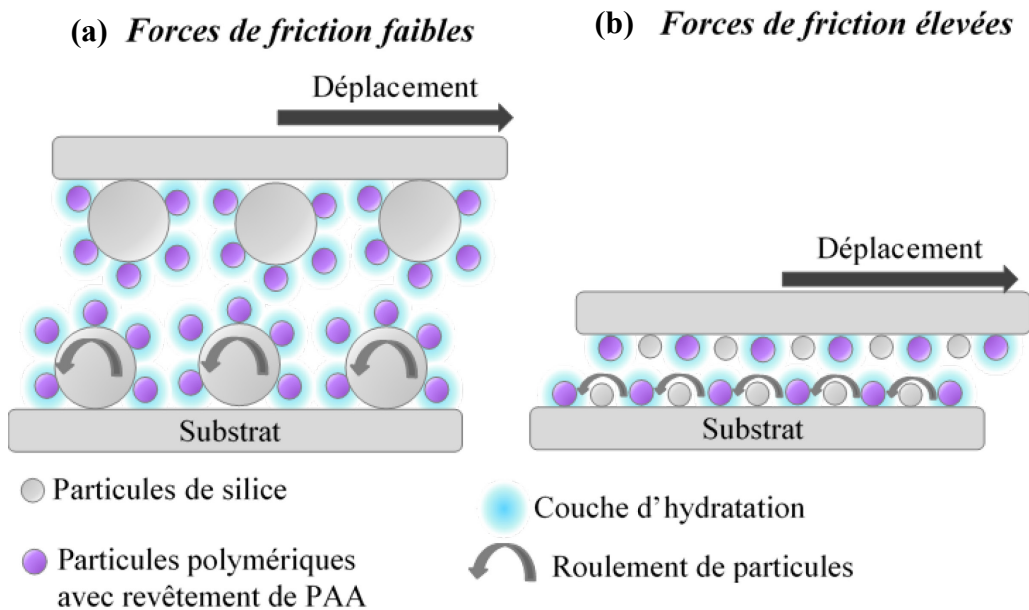 (a) Forces de friction faibles
(b) Forces de friction élevées
Déplacement
Déplacement
Substrat
Substrat
Particules de silice
Particules polymériques
avec revêtement de PAA
Couche d'hydratation
Roulement de particules